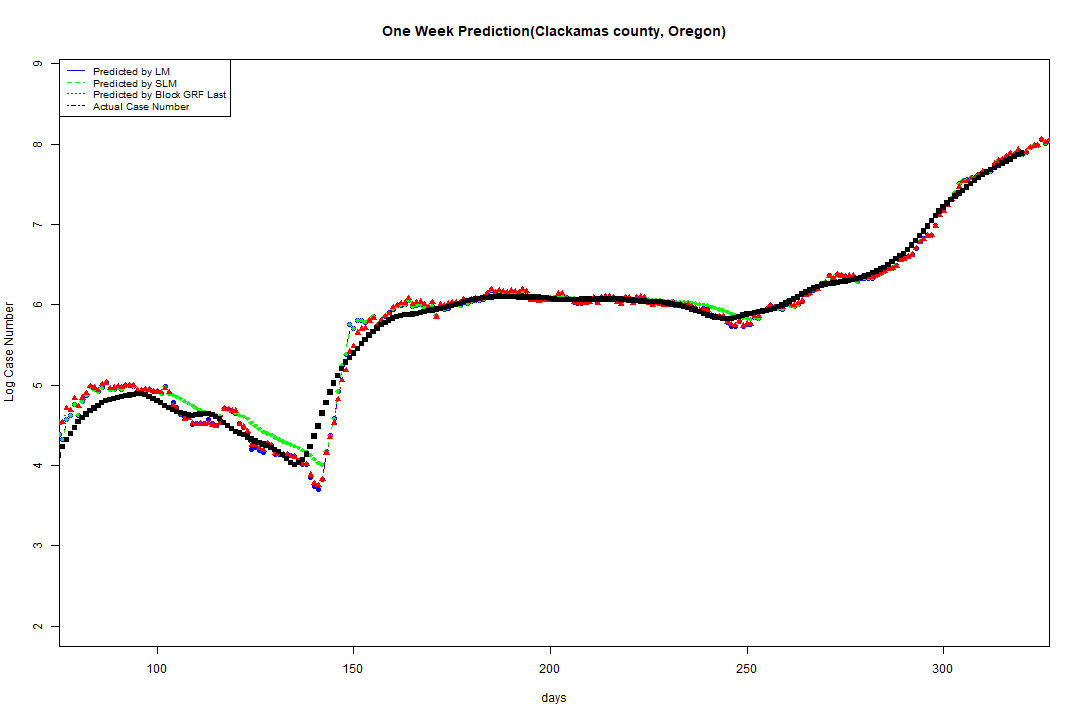 One Week Prediction(Clackamas county, Oregon)
Predicted by LM
Predicted by SLM
Predicted by Block GRF Last
Actual Case Number
Log Case Number
9
8
7
6
5
4
3
2
100 150 200 250 300
days